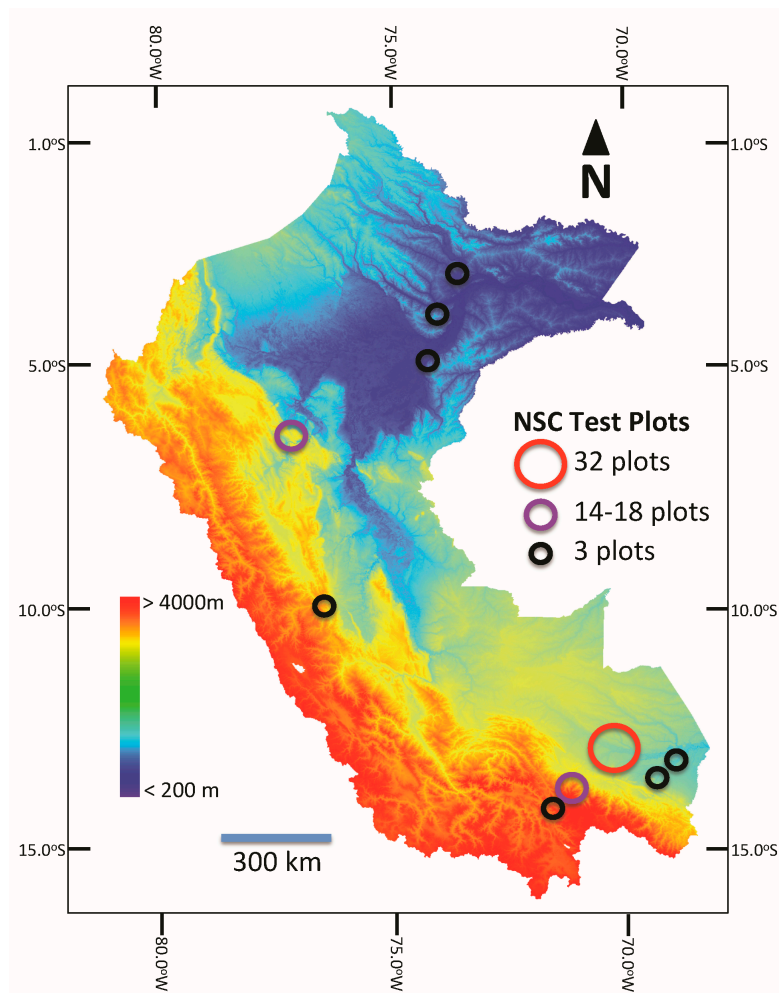 80.0ºW
75.0ºW
70.0ºW
1.0ºS
1.0ºS
N
5.0ºS
5.0ºS
NSC Test Plots
32 plots
14-18 plots
3 plots
10.0ºS
10.0ºS
> 4000m
< 200 m
300 km
15.0ºS
15.0ºS
80.0ºW
75.0ºW
70.0ºW